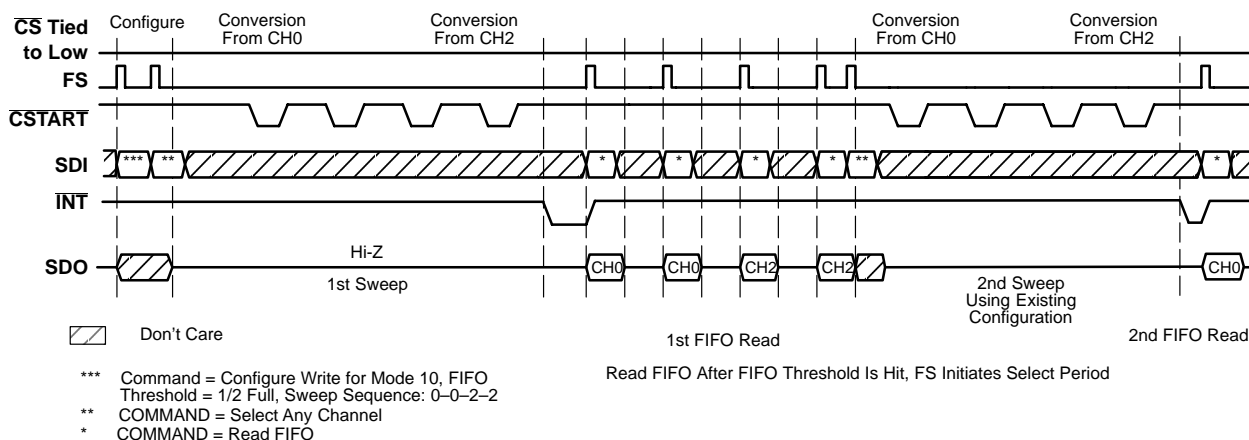 CS Tied
to Low
Configure
Conversion
From CH0
Conversion
From CH2
Conversion
From CH0
Conversion
From CH2
FS
CSTART
SDI
***
**
*
*
*
*
**
*
INT
SDO
Hi-Z
1st Sweep
CH0
CH0
CH2
CH2
2nd Sweep
Using Existing
Configuration
CH0
Don't Care
1st FIFO Read
2nd FIFO Read
*** Command = Configure Write for Mode 10, FIFO
Threshold = 1/2 Full, Sweep Sequence: 0–0–2–2
** COMMAND = Select Any Channel
* COMMAND = Read FIFO
Read FIFO After FIFO Threshold Is Hit, FS Initiates Select Period